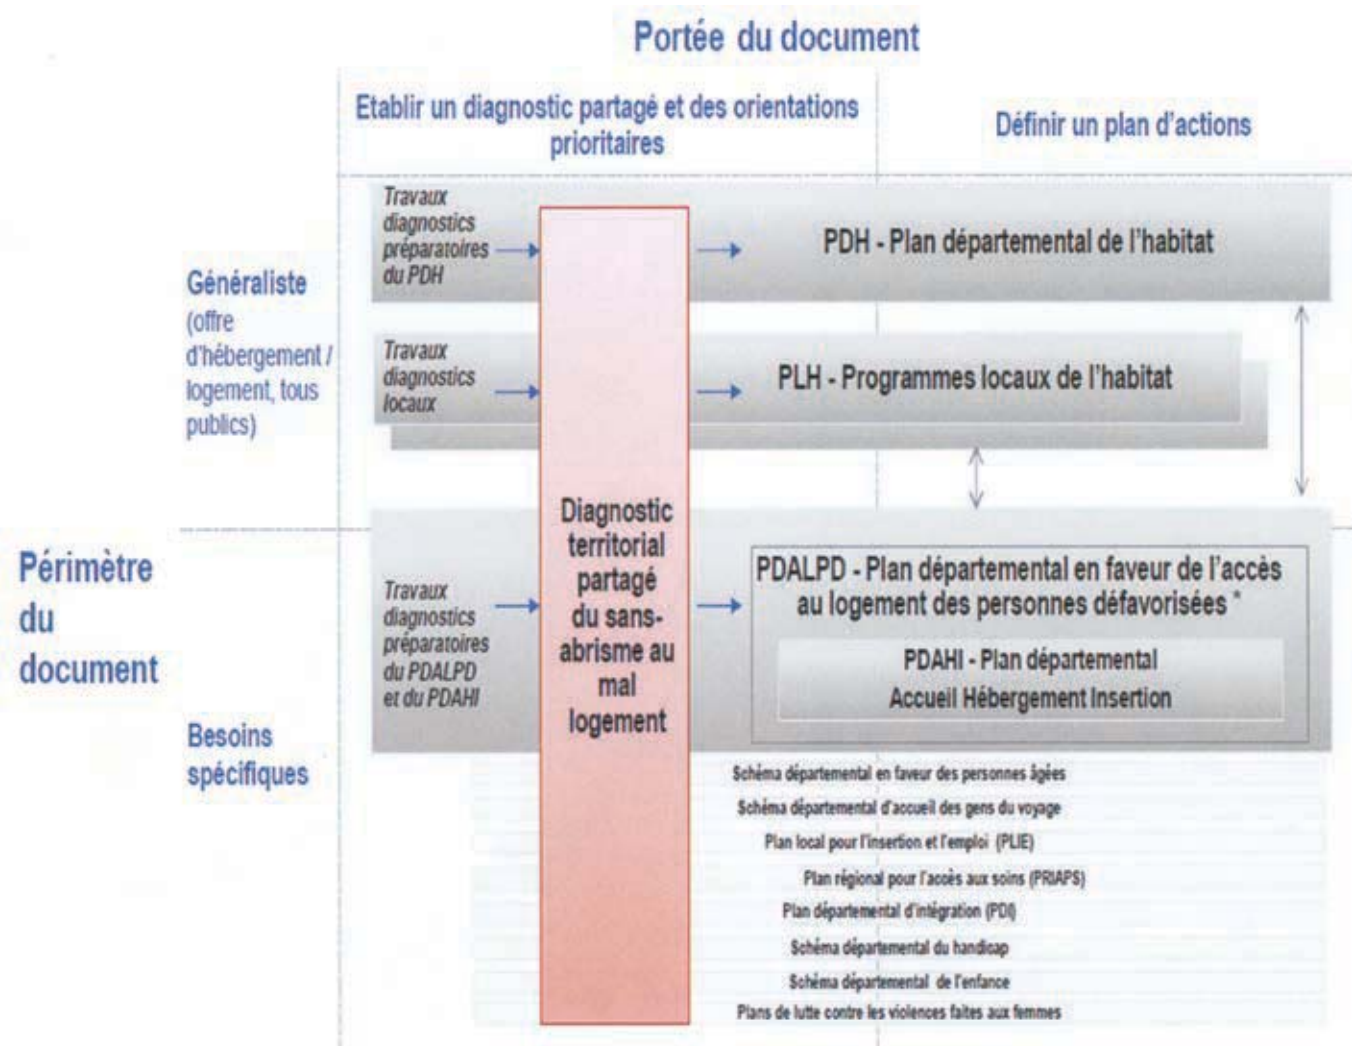 Portée du document
Etablir un diagnostic partagé et des orientations
prioritaires
Définir un plan d'actions
Périmètre
du
document
Généraliste
(offre
d'hébergement /
logement, tous
publics)
Travaux
diagnostics
préparatoires
du PDH
PDH - Plan départemental de l'habitat
Travaux
diagnostics
locaux
PLH - Programmes locaux de l'habitat
Diagnostic
territorial
partagé
du sans-
abrisme au
mal
logement
Besoins
spécifiques
Travaux
diagnostics
préparatoires
du PDALPD
et du PDAHI
PDALPD - Plan départemental en faveur de l'accès
au logement des personnes défavorisées *
PDAHI - Plan départemental
Accueil Hébergement Insertion
Schéma départemental en faveur des personnes âgées
Schéma départemental d'accueil des gens du voyage
Plan local pour l'insertion et l'emploi (PLIE)
Plan régional pour l'accès aux soins (PRIAPS)
Plan départemental d'intégration (PDI)
Schéma départemental du handicap
Schéma départemental de l'enfance
Plans de lutte contre les violences faites aux femmes